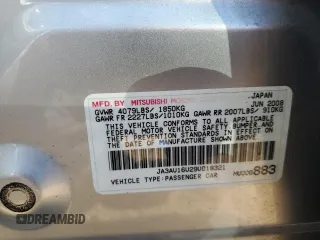 JAPAN
MFD. BY MITSUBISHI MOTORS JUN 2008
GVWR 4079LBS/ 1850KG
GAWR FR 2227LBS/1010KG GAWR RR 2007LBS/ 910KG
THIS VEHICLE CONFORMS TO ALL APPLICABLE
FEDERAL MOTOR VEHICLE SAFETY, BUMPER, AND
THEFT PREVENTION STANDARDS IN EFFECT ON THE DATE
OF MANUFACTURE SHOWN ABOVE.
JA3AU16U29U019321
VEHICLE TYPE:PASSENGER CAR 883
DREAMBID